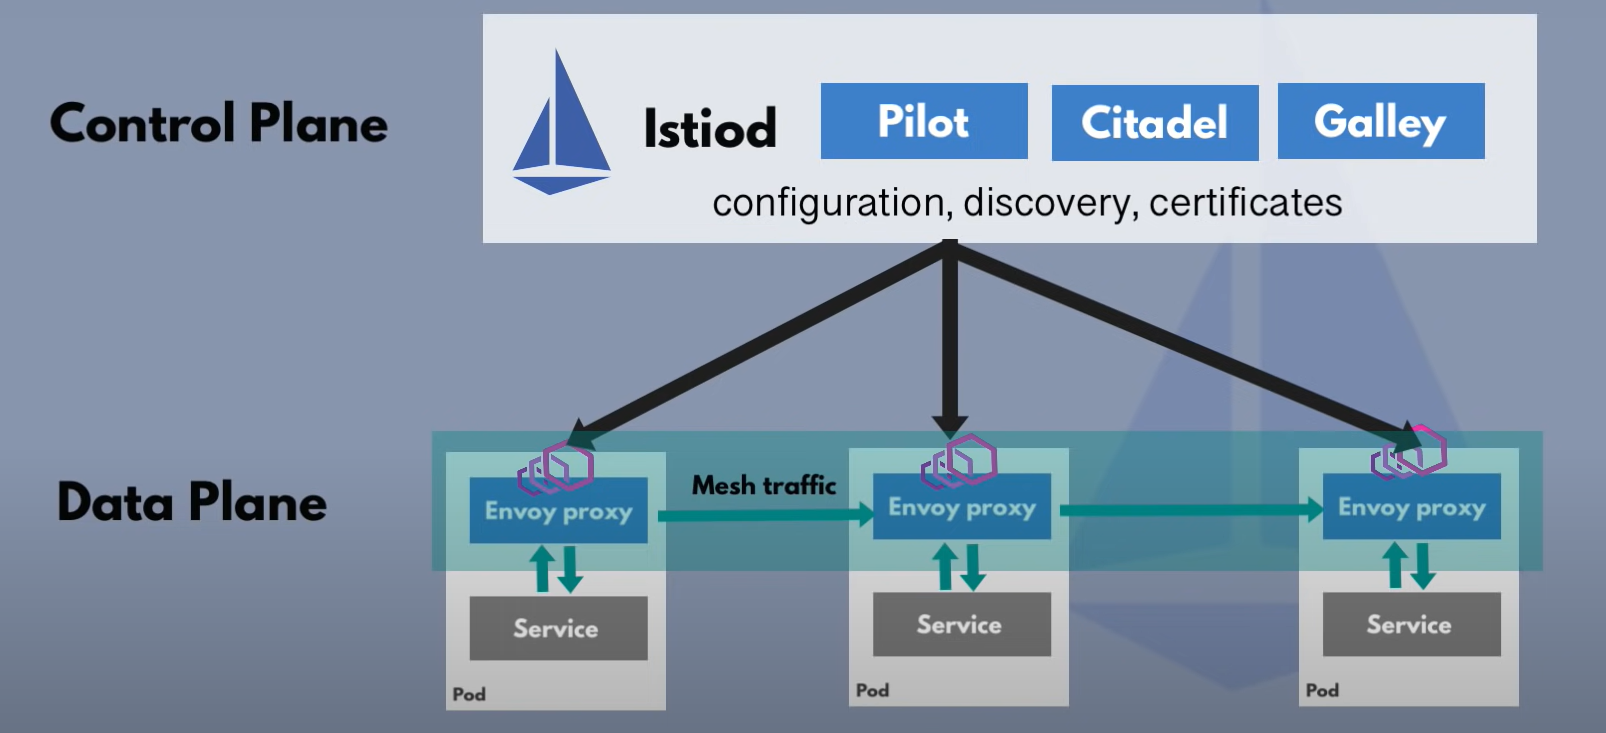 Control Plane
Istiod
Pilot
Citadel
Galley
configuration, discovery, certificates
Data Plane
Mesh traffic
Envoy proxy
Envoy proxy
Envoy proxy
Service
Service
Service
Pod
Pod
Pod